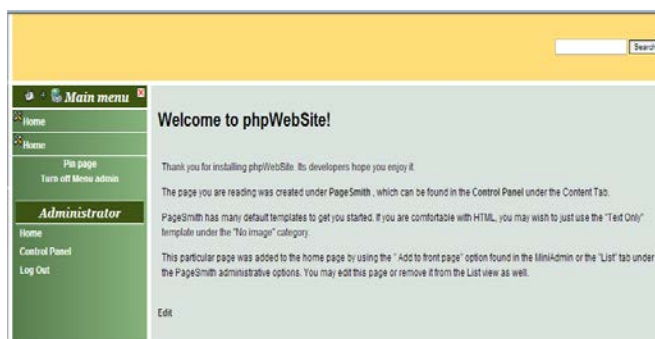 Search
Main menu
Home
Home
Pin page
Turn off Menu admin
Administrator
Home
Control Panel
Log Out
Welcome to phpWebSite!
Thank you for installing phpWebSite. Its developers hope you enjoy it.
The page you are reading was created under PageSmith , which can be found in the Control Panel under the Content Tab.
PageSmith has many default templates to get you started. If you are comfortable with HTML, you may wish to just use the "Text Only"
template under the "No image" category.
This particular page was added to the home page by using the " Add to front page" option found in the MiniAdmin or the "List" tab under
the PageSmith administrative options. You may edit this page or remove it from the List view as well.
Edit